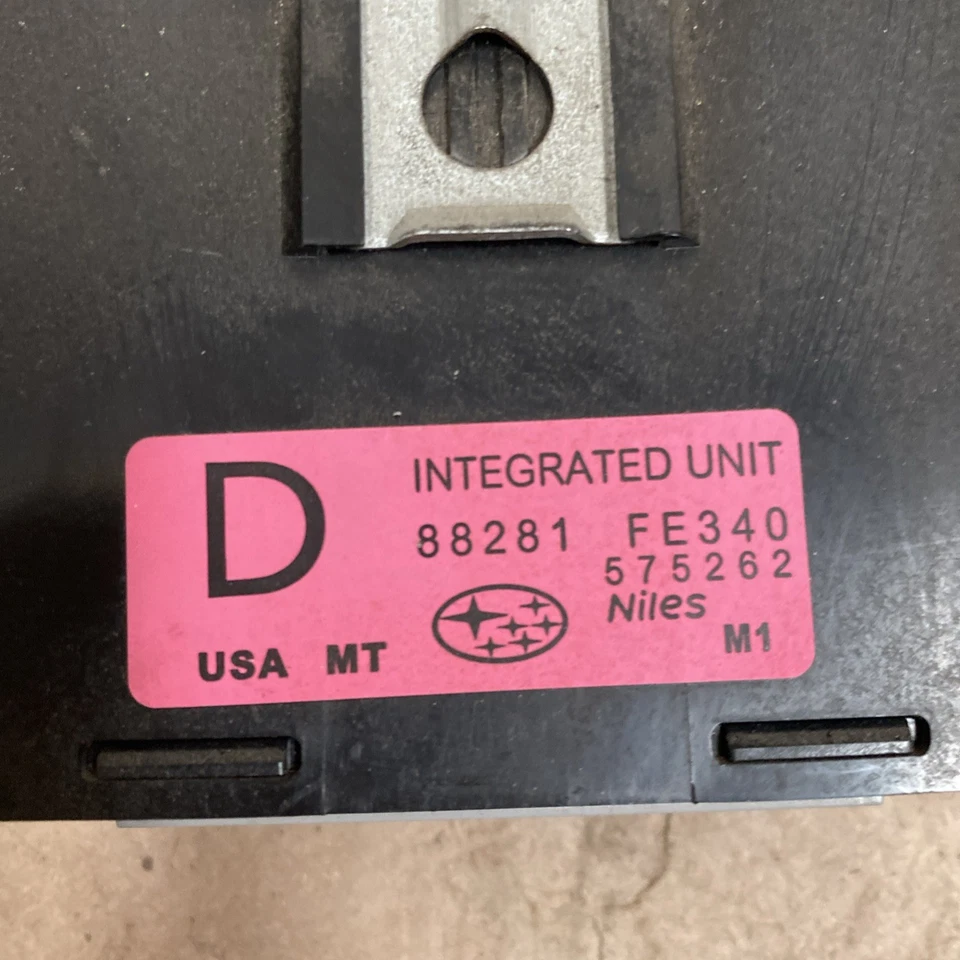 D
INTEGRATED UNIT
88281 FE340
575262
Niles
USA MT
M1